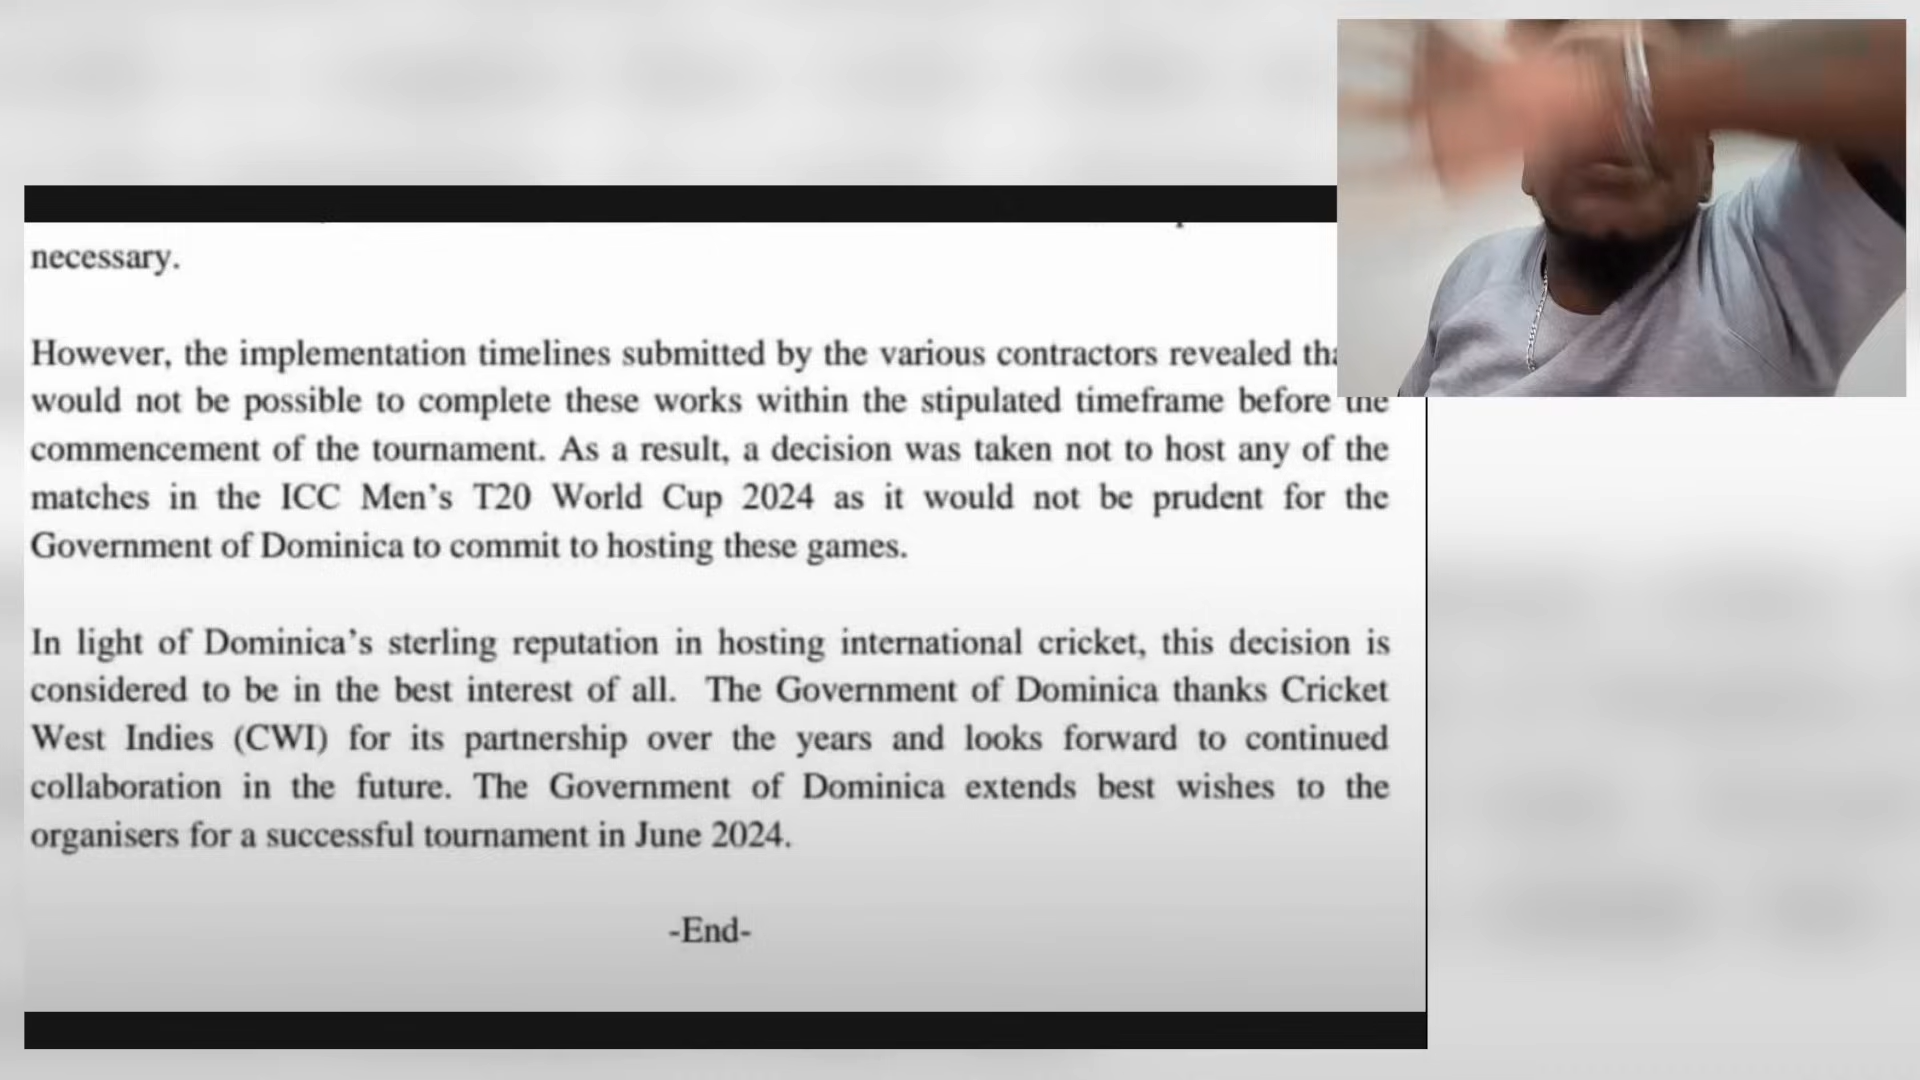 necessary.
However, the implementation timelines submitted by the various contractors revealed
would not be possible to complete these works within the stipulated timeframe before the
commencement of the tournament. As a result, a decision was taken not to host any of the
matches in the ICC Men’s T20 World Cup 2024 as it would not be prudent for the
Government of Dominica to commit to hosting these games.
In light of Dominica’s sterling reputation in hosting international cricket, this decision is
considered to be in the best interest of all. The Government of Dominica thanks Cricket
West Indies (CWI) for its partnership over the years and looks forward to continued
collaboration in the future. The Government of Dominica extends best wishes to the
organisers for a successful tournament in June 2024.
-End-